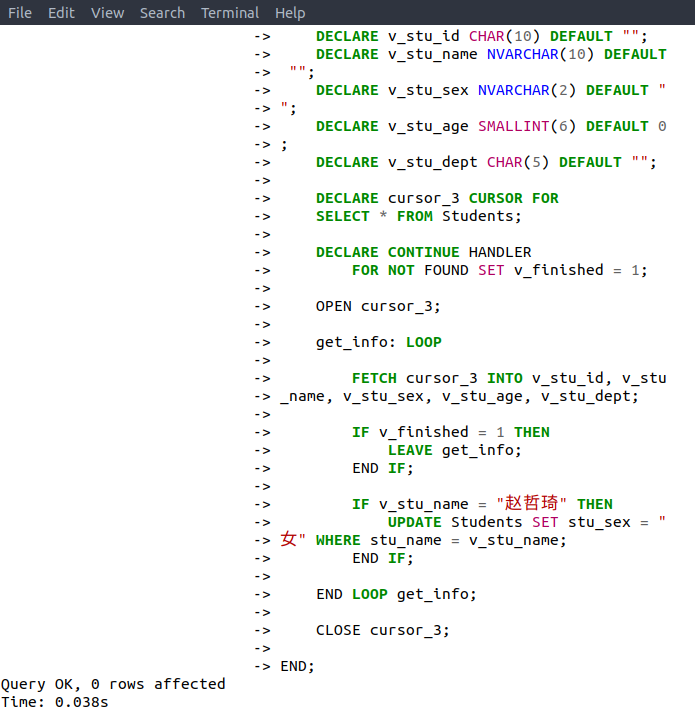 File Edit View Search Terminal Help
->     DECLARE v_stu_id CHAR(10) DEFAULT "";
->     DECLARE v_stu_name NVARCHAR(10) DEFAULT
->  "";
->     DECLARE v_stu_sex NVARCHAR(2) DEFAULT "
-> ";
->     DECLARE v_stu_age SMALLINT(6) DEFAULT 0
-> ;
->     DECLARE v_stu_dept CHAR(5) DEFAULT "";
->
->     DECLARE cursor_3 CURSOR FOR
->     SELECT * FROM Students;
->
->     DECLARE CONTINUE HANDLER
->         FOR NOT FOUND SET v_finished = 1;
->
->     OPEN cursor_3;
->
->     get_info: LOOP
->
->         FETCH cursor_3 INTO v_stu_id, v_stu
-> _name, v_stu_sex, v_stu_age, v_stu_dept;
->
->         IF v_finished = 1 THEN
->             LEAVE get_info;
->         END IF;
->
->         IF v_stu_name = "赵哲琦" THEN
->             UPDATE Students SET stu_sex = "
-> 女" WHERE stu_name = v_stu_name;
->         END IF;
->
->     END LOOP get_info;
->
->     CLOSE cursor_3;
->
-> END;
Query OK, 0 rows affected
Time: 0.038s